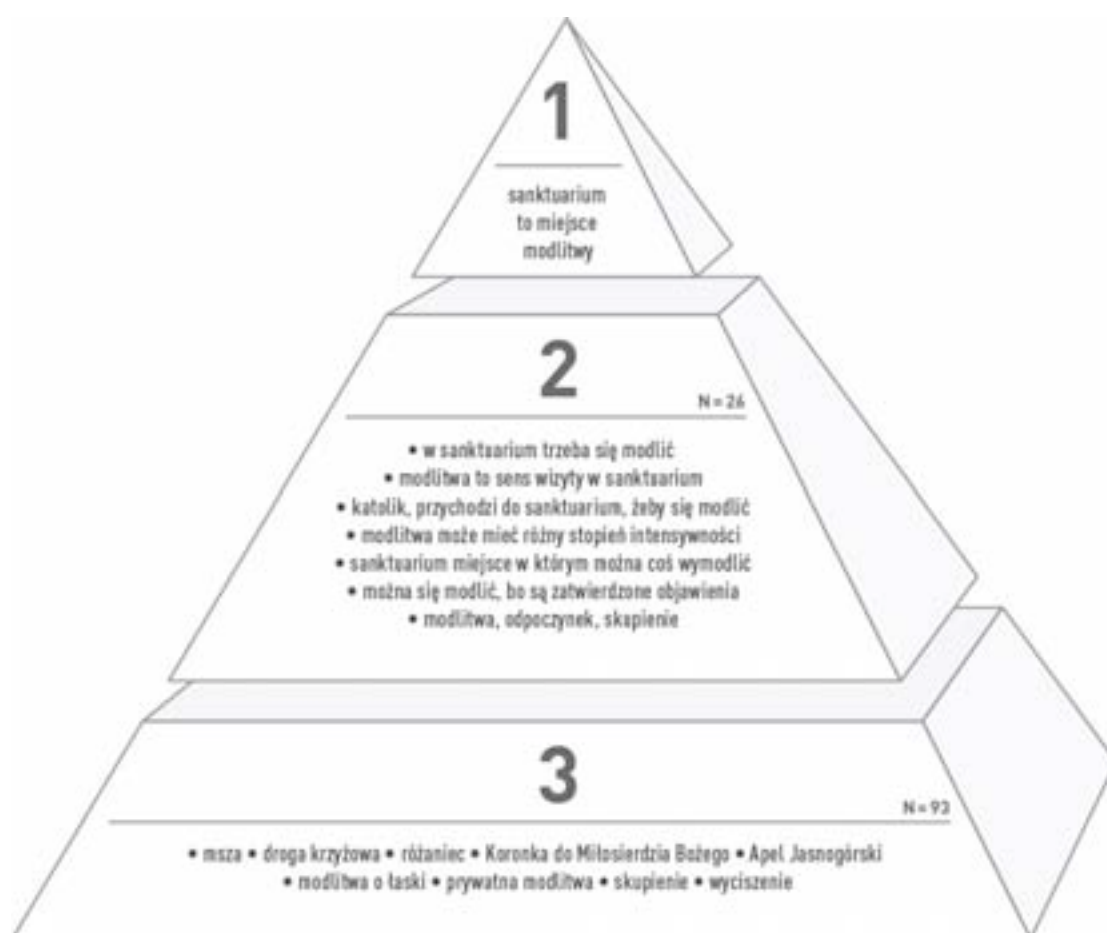 1
sanktuarium
to miejsce
modlitwy
2
N = 26
• w sanktuarium trzeba się modlić
• modlitwa to sens wizyty w sanktuarium
• katolik, przychodzi do sanktuarium, żeby się modlić
• modlitwa może mieć różny stopień intensywności
• sanktuarium miejsce w którym można coś wymodlić
• można się modlić, bo są zatwierdzone objawienia
• modlitwa, odpoczynek, skupienie
3
N = 93
• msza • droga krzyżowa • różaniec • Koronka do Miłosierdzia Bożego • Apel Jasnogórski
• modlitwa o łaski • prywatna modlitwa • skupienie • wyciszenie